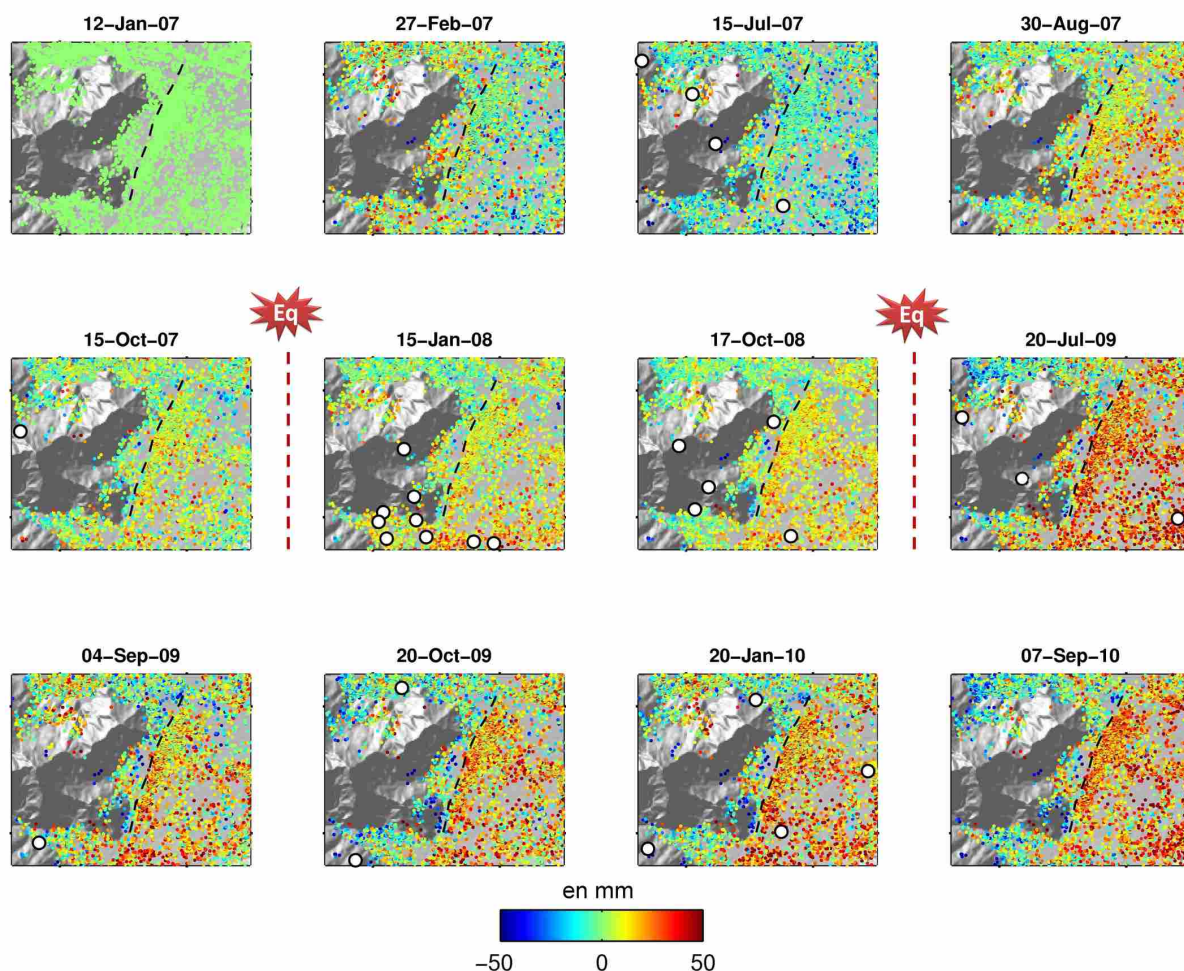 12-Jan-07 27-Feb-07 15-Jul-07 30-Aug-07
Eq Eq
15-Oct-07 15-Jan-08 17-Oct-08 20-Jul-09
04-Sep-09 20-Oct-09 20-Jan-10 07-Sep-10
en mm
−50 0 50